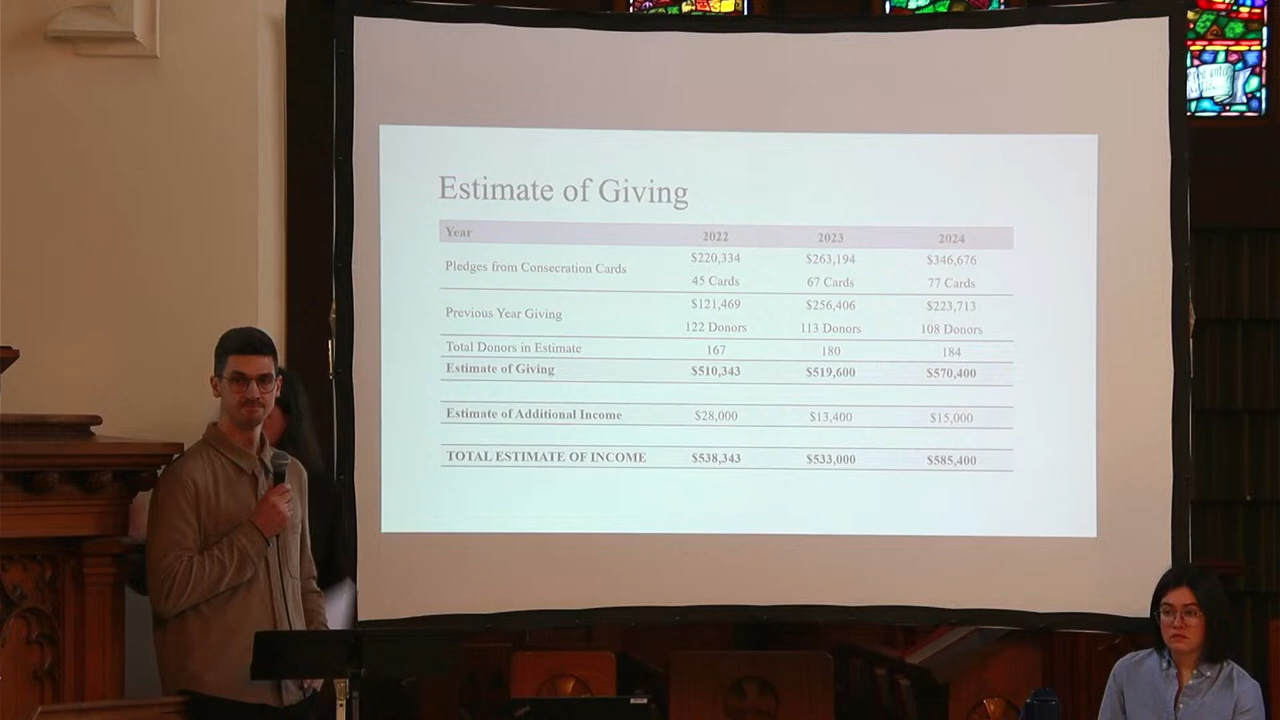 Estimate of Giving
Year 2022 2023 2024
Pledges from Consecration Cards $220,334 $263,194 $346,676
45 Cards 67 Cards 77 Cards
Previous Year Giving $121,469 $256,406 $223,713
122 Donors 113 Donors 108 Donors
Total Donors in Estimate 167 180 184
Estimate of Giving $510,343 $519,600 $570,400
Estimate of Additional Income $28,000 $13,400 $15,000
TOTAL ESTIMATE OF INCOME $538,343 $533,000 $585,400